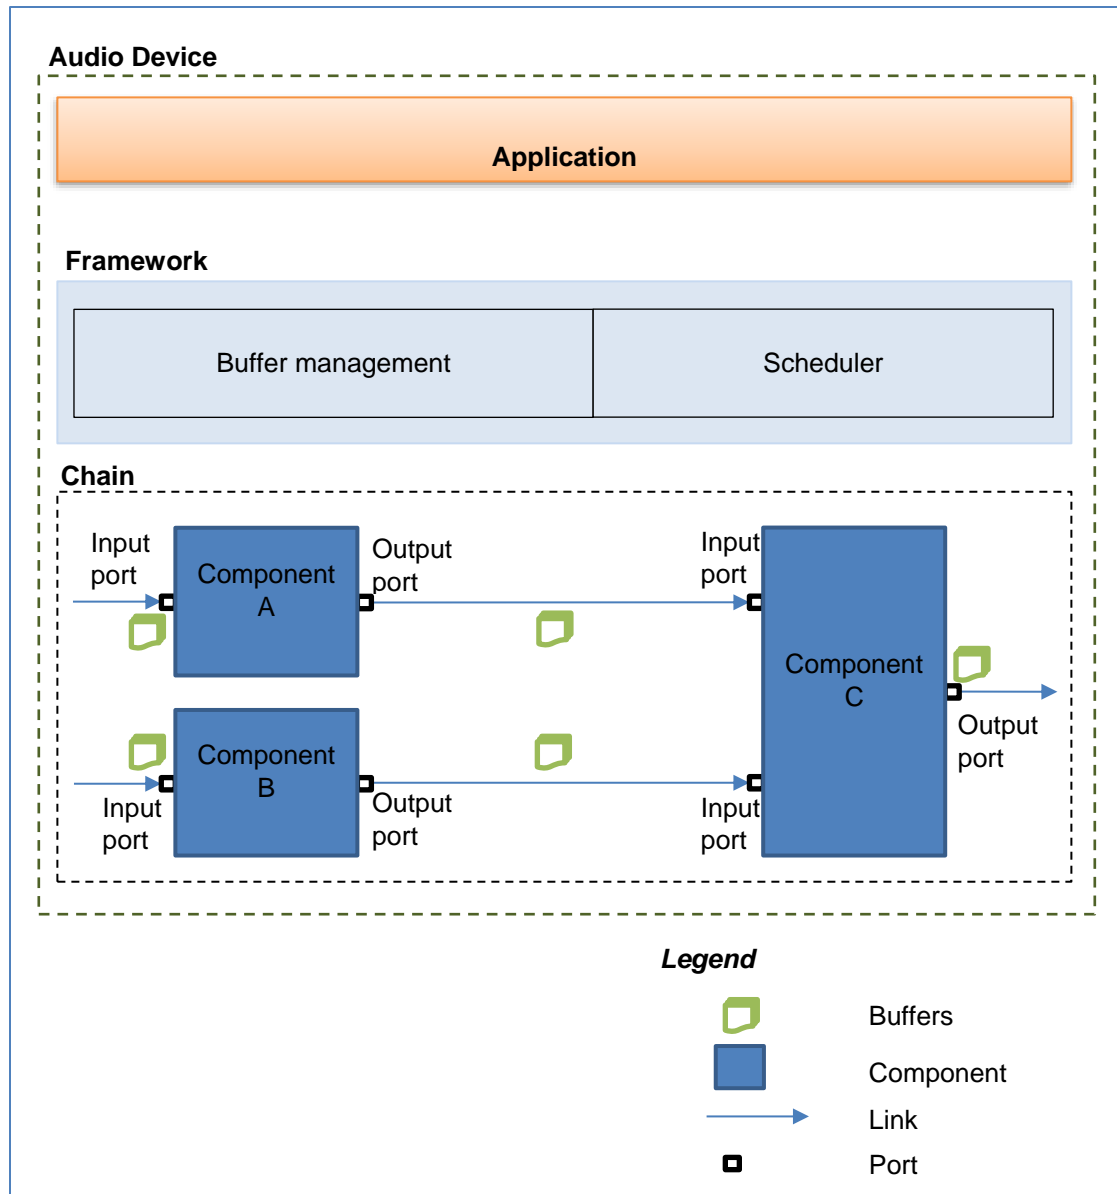 Audio Device
Application
Framework
Buffer management
Scheduler
Chain
Input
port
Component
A
Output
port
Input
port
Component
C
Output
port
Component
B
Input
port
Output
port
Input
port
Legend
Buffers
Component
Link
Port